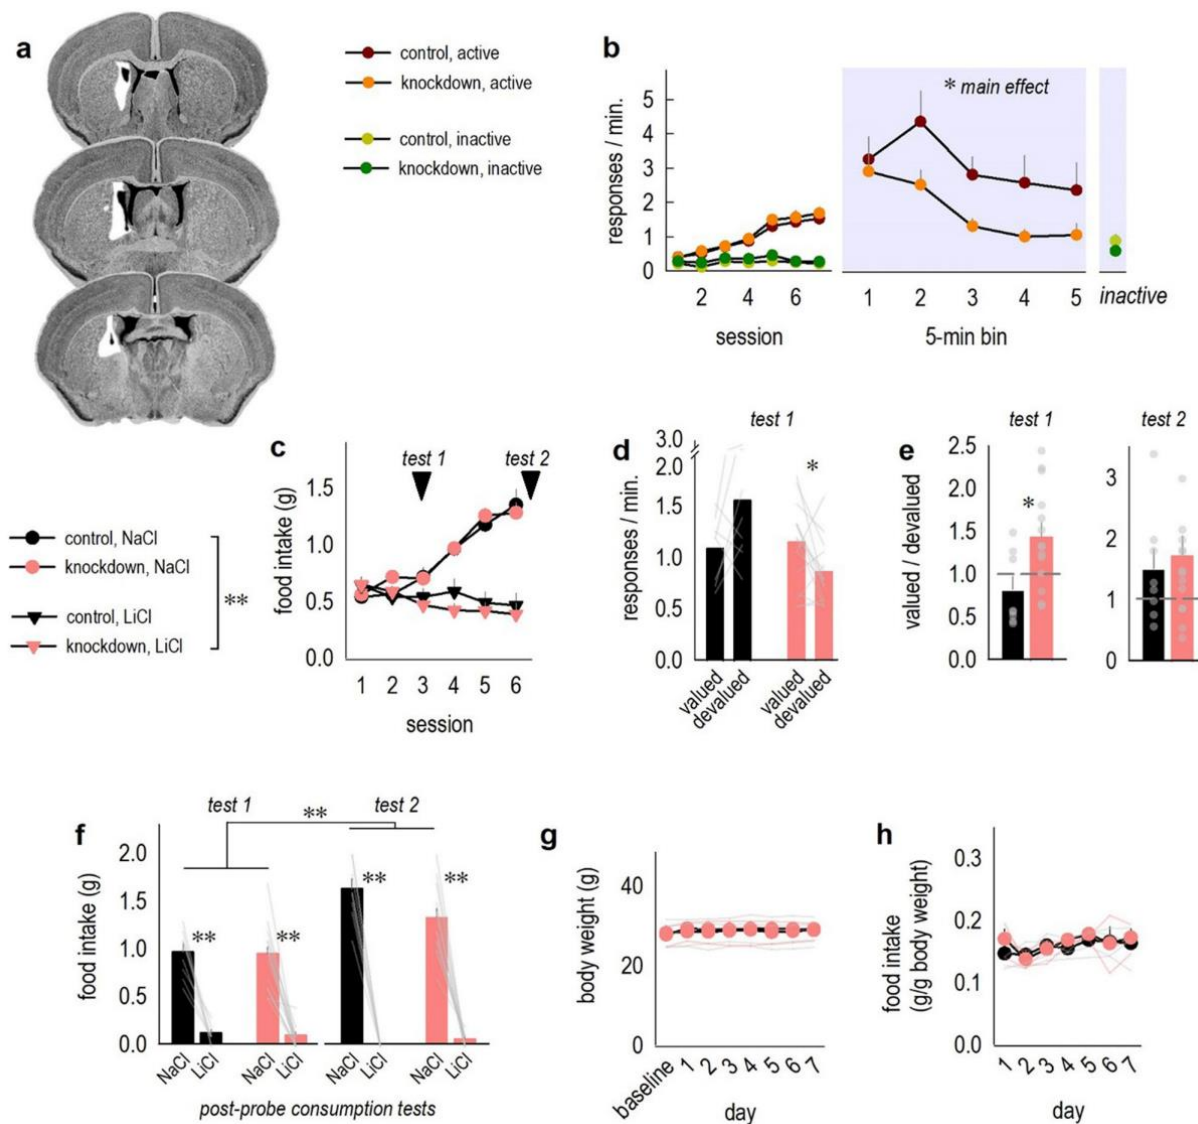 a
control, active
knockdown, active
control, inactive
knockdown, inactive
b
responses / min.
5
4
3
2
1
0
2 4 6
session
* main effect
1 2 3 4 5
5-min bin
inactive
control, NaCl
knockdown, NaCl
control, LiCl
knockdown, LiCl
**
c
food intake (g)
1.5
1.0
0.5
0.0
test 1
test 2
1 2 3 4 5 6
session
d
test 1
responses / min.
3.0
2.0
1.5
1.0
0.5
0.0
*
valued
devalued
valued
devalued
e
test 1
valued / devalued
2.5
2.0
1.5
1.0
0.5
0.0
*
test 2
3
2
1
0
f
test 1
**
test 2
food intake (g)
2.0
1.5
1.0
0.5
0.0
** ** ** **
NaCl LiCl NaCl LiCl NaCl LiCl NaCl LiCl
post-probe consumption tests
g
body weight (g)
40
20
0
baseline 1 2 3 4 5 6 7
day
h
food intake
(g/g body weight)
0.3
0.2
0.1
0.0
1 2 3 4 5 6 7
day